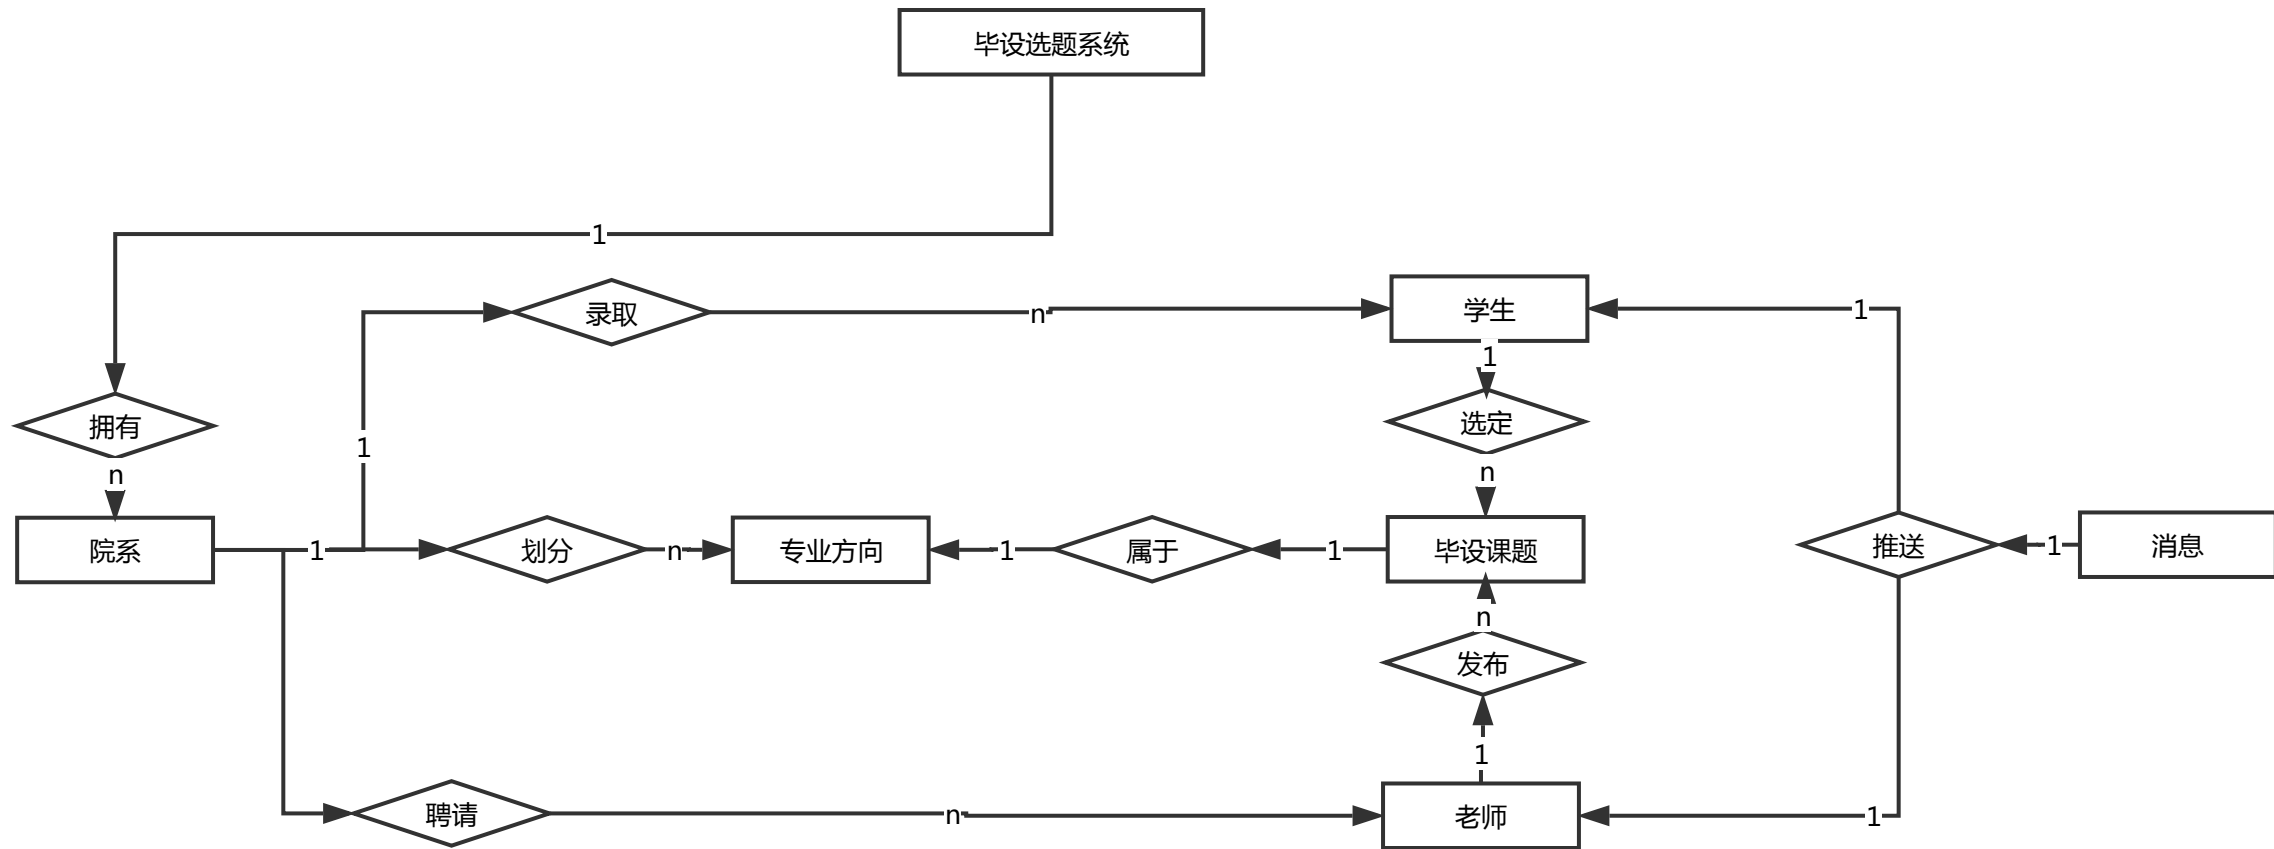 毕设选题系统
1
录取
n
学生
1
1
拥有
选定
1
n
n
院系
1
划分
n
专业方向
1
属于
1
毕设课题
推送
1
消息
n
发布
1
聘请
n
老师
1